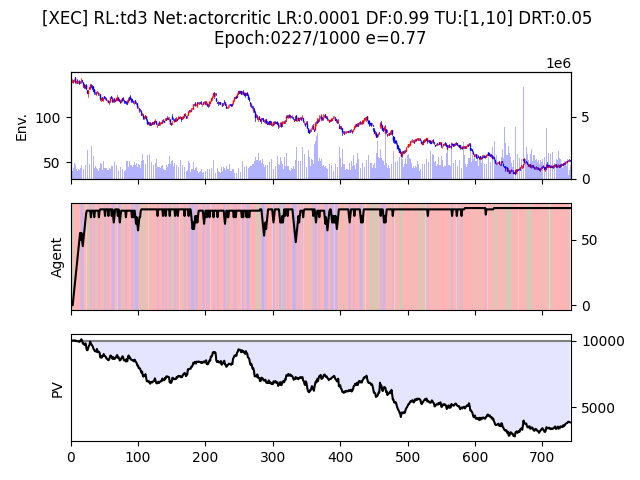 [XEC] RL:td3 Net:actorcritic LR:0.0001 DF:0.99 TU:[1,10] DRT:0.05
Epoch:0227/1000 e=0.77
1e6
Env.
100
50
5
0
Agent
50
0
PV
10000
5000
0 100 200 300 400 500 600 700